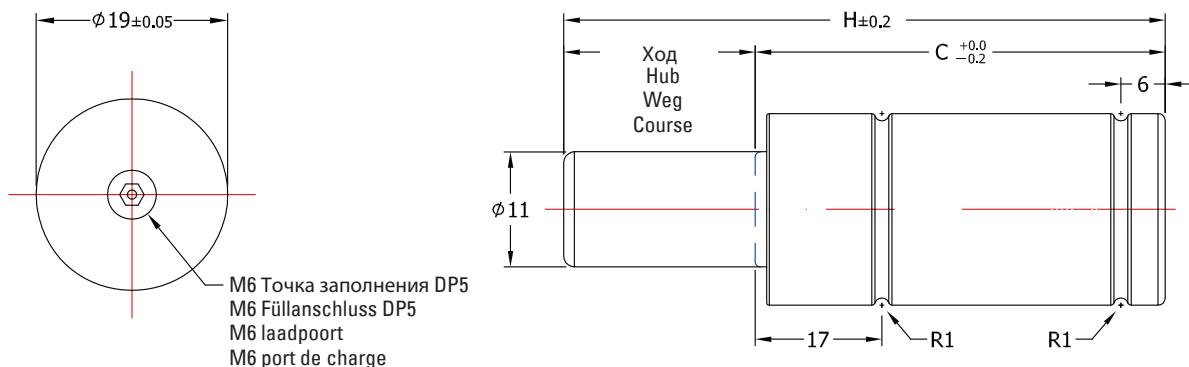 ϕ19±0.05
M6 Точка заполнения DP5
M6 Füllanschluss DP5
M6 laadpoort
M6 port de charge
H±0.2
Ход
Hub
Weg
Course
C +0.0 −0.2
6
ϕ11
17
R1
R1